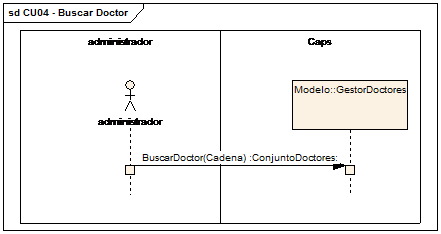 sd CU04 - Buscar Doctor
administrador
Caps
Modelo::GestorDoctores
administrador
BuscarDoctor(Cadena) :ConjuntoDoctores: